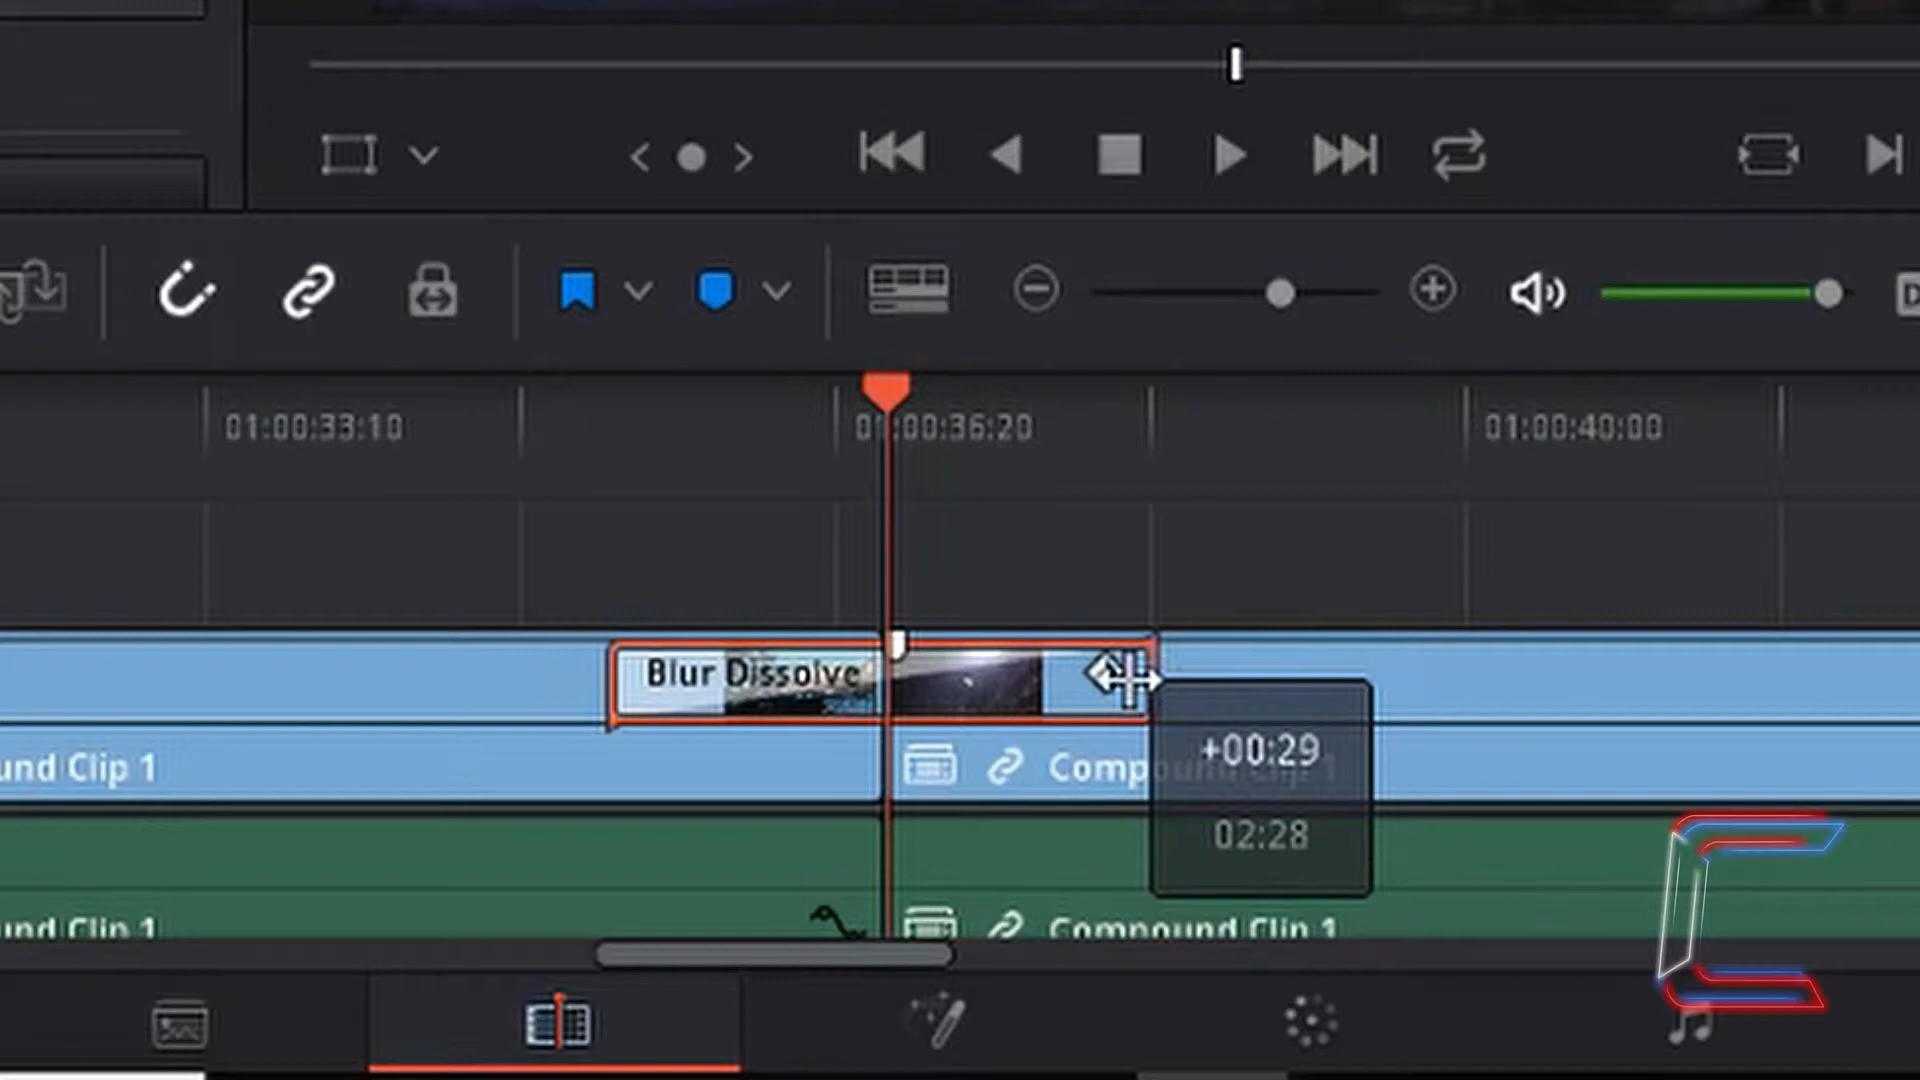 01:00:33:10
01:00:36:20
01:00:40:00
Blur Dissolve
und Clip 1
Compound Clip 1
+00:29
02:28
und Clip 1
Compound Clip 1